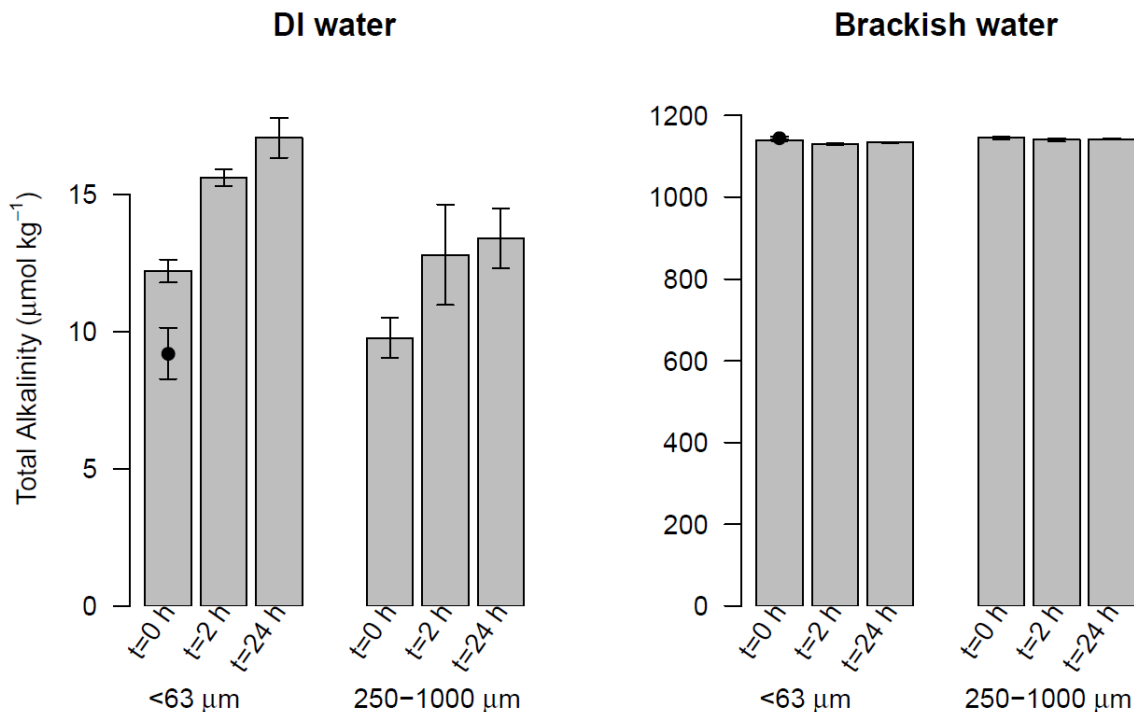 DI water
Total Alkalinity (μmol kg⁻¹)
15
10
5
0
t=0 h
t=2 h
t=24 h
t=0 h
t=2 h
t=24 h
<63 μm
250−1000 μm
Brackish water
1200
1000
800
600
400
200
0
t=0 h
t=2 h
t=24 h
t=0 h
t=2 h
t=24 h
<63 μm
250−1000 μm